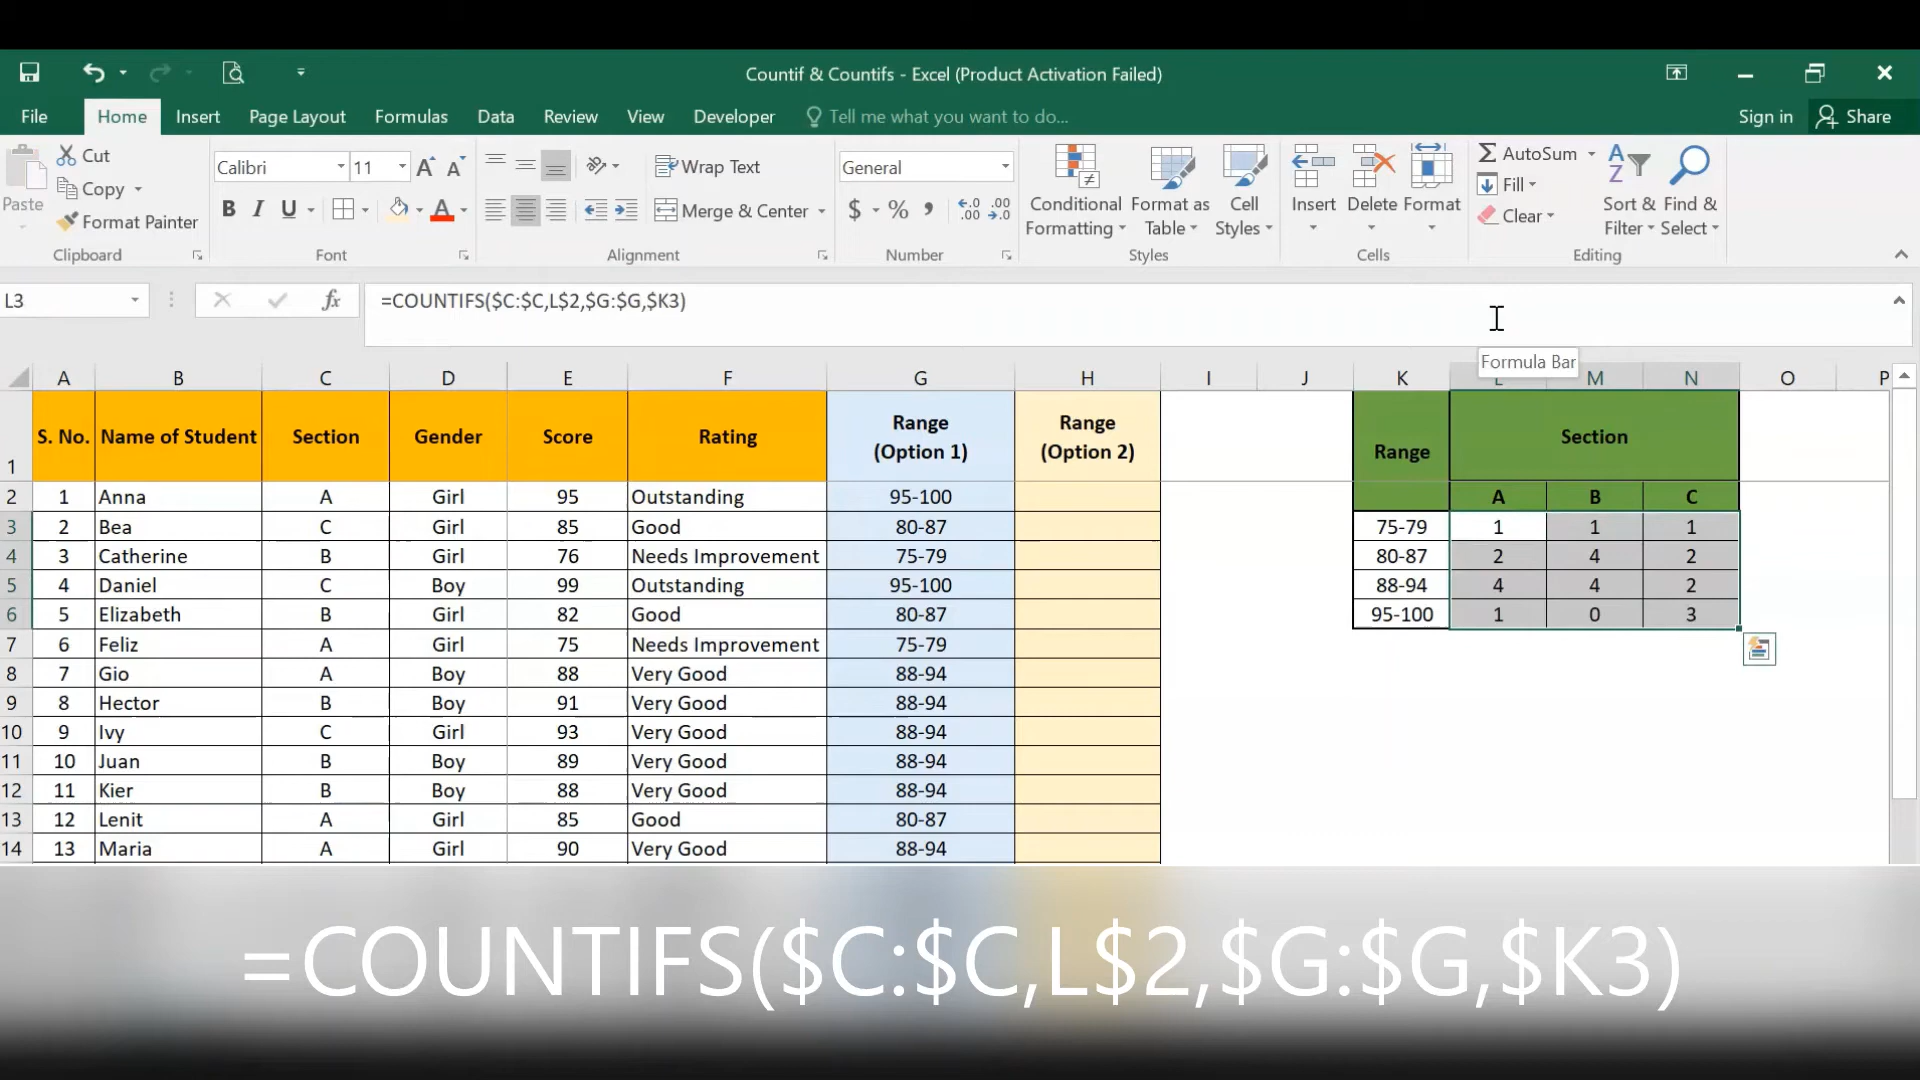 Countif & Countifs - Excel (Product Activation Failed)
File Home Insert Page Layout Formulas Data Review View Developer Tell me what you want to do... Sign in Share
Paste
Cut
Copy
Format Painter
Clipboard
Calibri 11
B I U
Font
Wrap Text
Merge & Center
Alignment
General
$ % ,
Number
Conditional Formatting
Format as Table
Cell Styles
Styles
Insert Delete Format
Cells
AutoSum
Fill
Clear
Sort & Filter
Find & Select
Editing
L3 fx =COUNTIFS($C:$C,L$2,$G:$G,$K3)
Formula Bar
A B C D E F G H I J K L M N O P
1 S. No. Name of Student Section Gender Score Rating Range (Option 1) Range (Option 2) Range Section
2 1 Anna A Girl 95 Outstanding 95-100 A B C
3 2 Bea C Girl 85 Good 80-87 75-79 1 1 1
4 3 Catherine B Girl 76 Needs Improvement 75-79 80-87 2 4 2
5 4 Daniel C Boy 99 Outstanding 95-100 88-94 4 4 2
6 5 Elizabeth B Girl 82 Good 80-87 95-100 1 0 3
7 6 Feliz A Girl 75 Needs Improvement 75-79
8 7 Gio A Boy 88 Very Good 88-94
9 8 Hector B Boy 91 Very Good 88-94
10 9 Ivy C Girl 93 Very Good 88-94
11 10 Juan B Boy 89 Very Good 88-94
12 11 Kier B Boy 88 Very Good 88-94
13 12 Lenit A Girl 85 Good 80-87
14 13 Maria A Girl 90 Very Good 88-94
=COUNTIFS($C:$C,L$2,$G:$G,$K3)